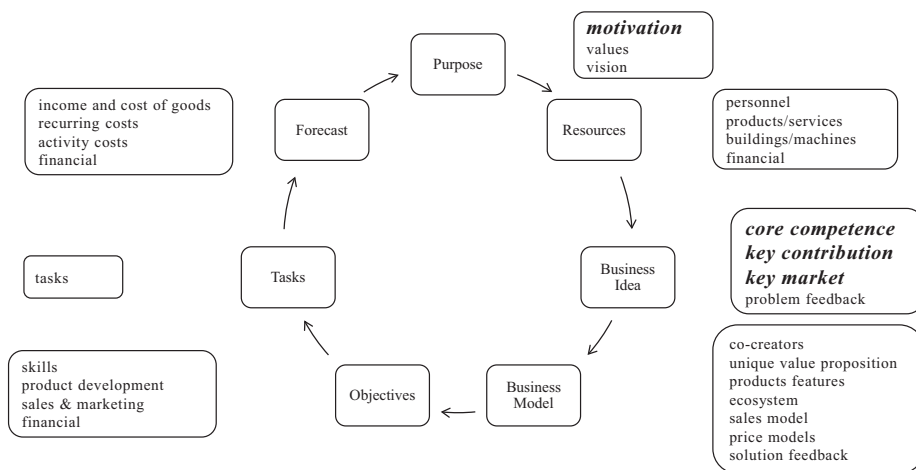 motivation
values
vision
Purpose
income and cost of goods
recurring costs
activity costs
financial
Forecast
Resources
personnel
products/services
buildings/machines
financial
tasks
Tasks
Business
Idea
core competence
key contribution
key market
problem feedback
skills
product development
sales & marketing
financial
Objectives
Business
Model
co-creators
unique value proposition
products features
ecosystem
sales model
price models
solution feedback